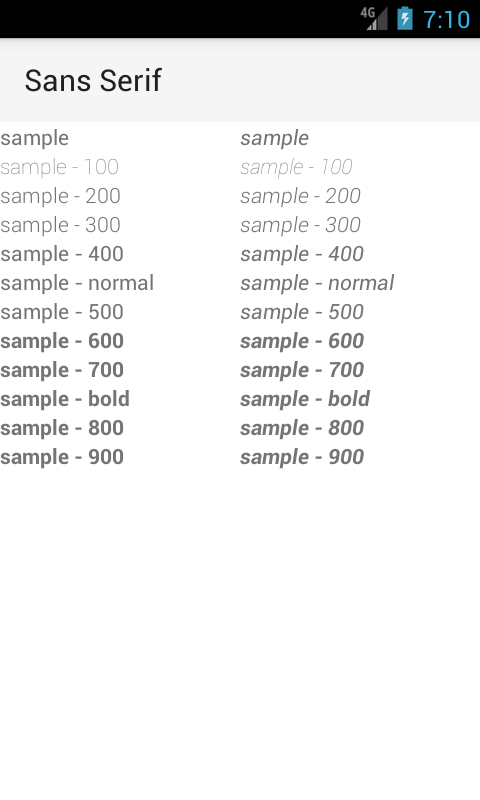 4G 7:10
Sans Serif
sample sample
sample - 100 sample - 100
sample - 200 sample - 200
sample - 300 sample - 300
sample - 400 sample - 400
sample - normal sample - normal
sample - 500 sample - 500
sample - 600 sample - 600
sample - 700 sample - 700
sample - bold sample - bold
sample - 800 sample - 800
sample - 900 sample - 900